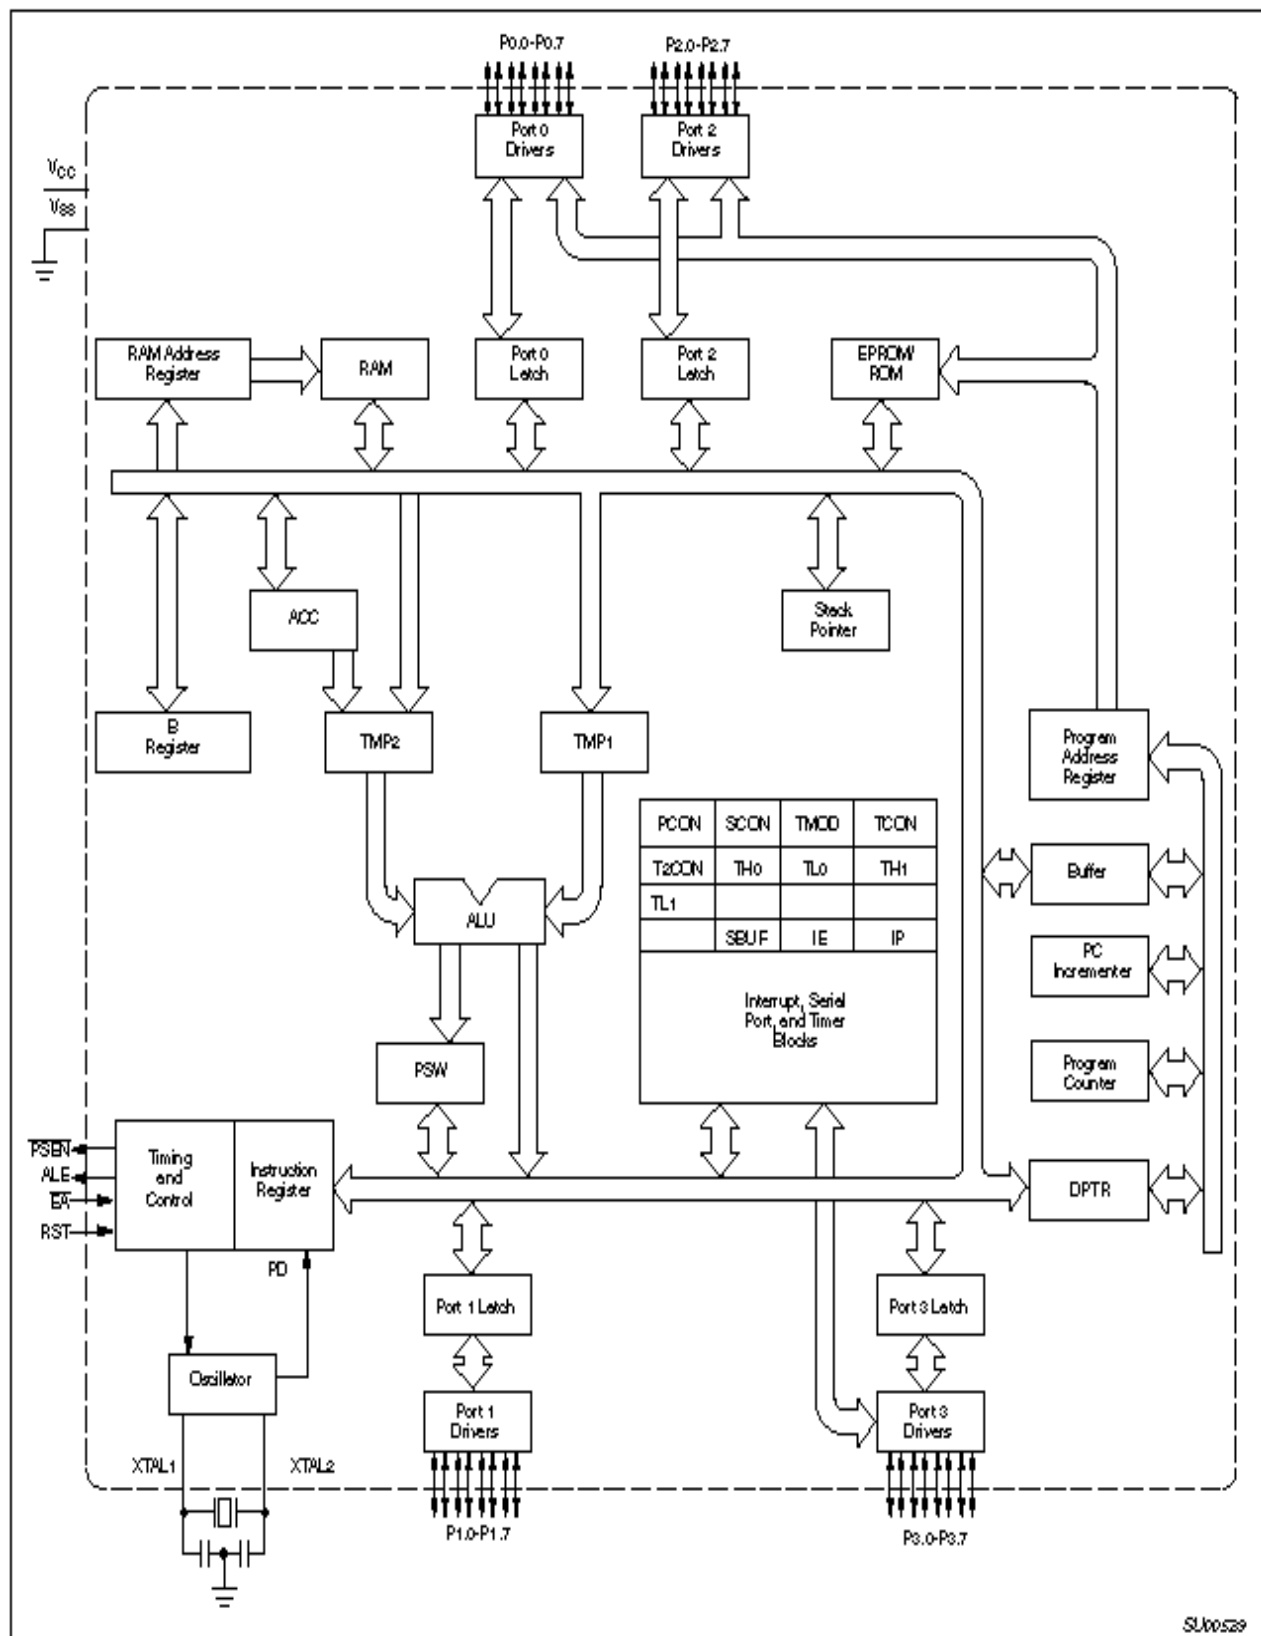 P0.0-P0.7
P2.0-P2.7
Port 0
Drivers
Port 2
Drivers
VCC
VSS
RAM Address
Register
RAM
Port 0
Latch
Port 2
Latch
EPROM/
ROM
ACC
Stack
Pointer
B
Register
TMP2
TMP1
Program
Address
Register
PCON
SCON
TMOD
TCON
T2CON
TH0
TL0
TH1
TL1
SBUF
IE
IP
Interrupt, Serial
Port, and Timer
Blocks
Buffer
ALU
PC
Incrementer
PSW
Program
Counter
PSEN
ALE
EA
RST
Timing
and
Control
Instruction
Register
DPTR
PD
Port 1 Latch
Port 3 Latch
Oscillator
Port 1
Drivers
Port 3
Drivers
XTAL1
XTAL2
P1.0-P1.7
P3.0-P3.7
SU00529